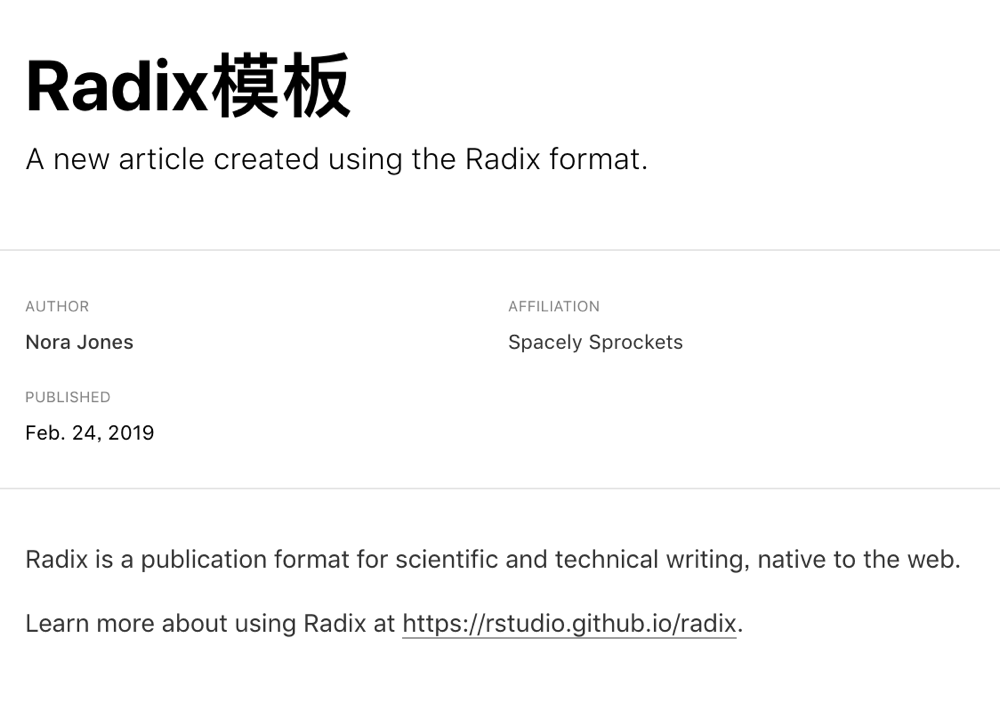 Radix模板
A new article created using the Radix format.
AUTHOR
Nora Jones
AFFILIATION
Spacely Sprockets
PUBLISHED
Feb. 24, 2019
Radix is a publication format for scientific and technical writing, native to the web.
Learn more about using Radix at https://rstudio.github.io/radix.